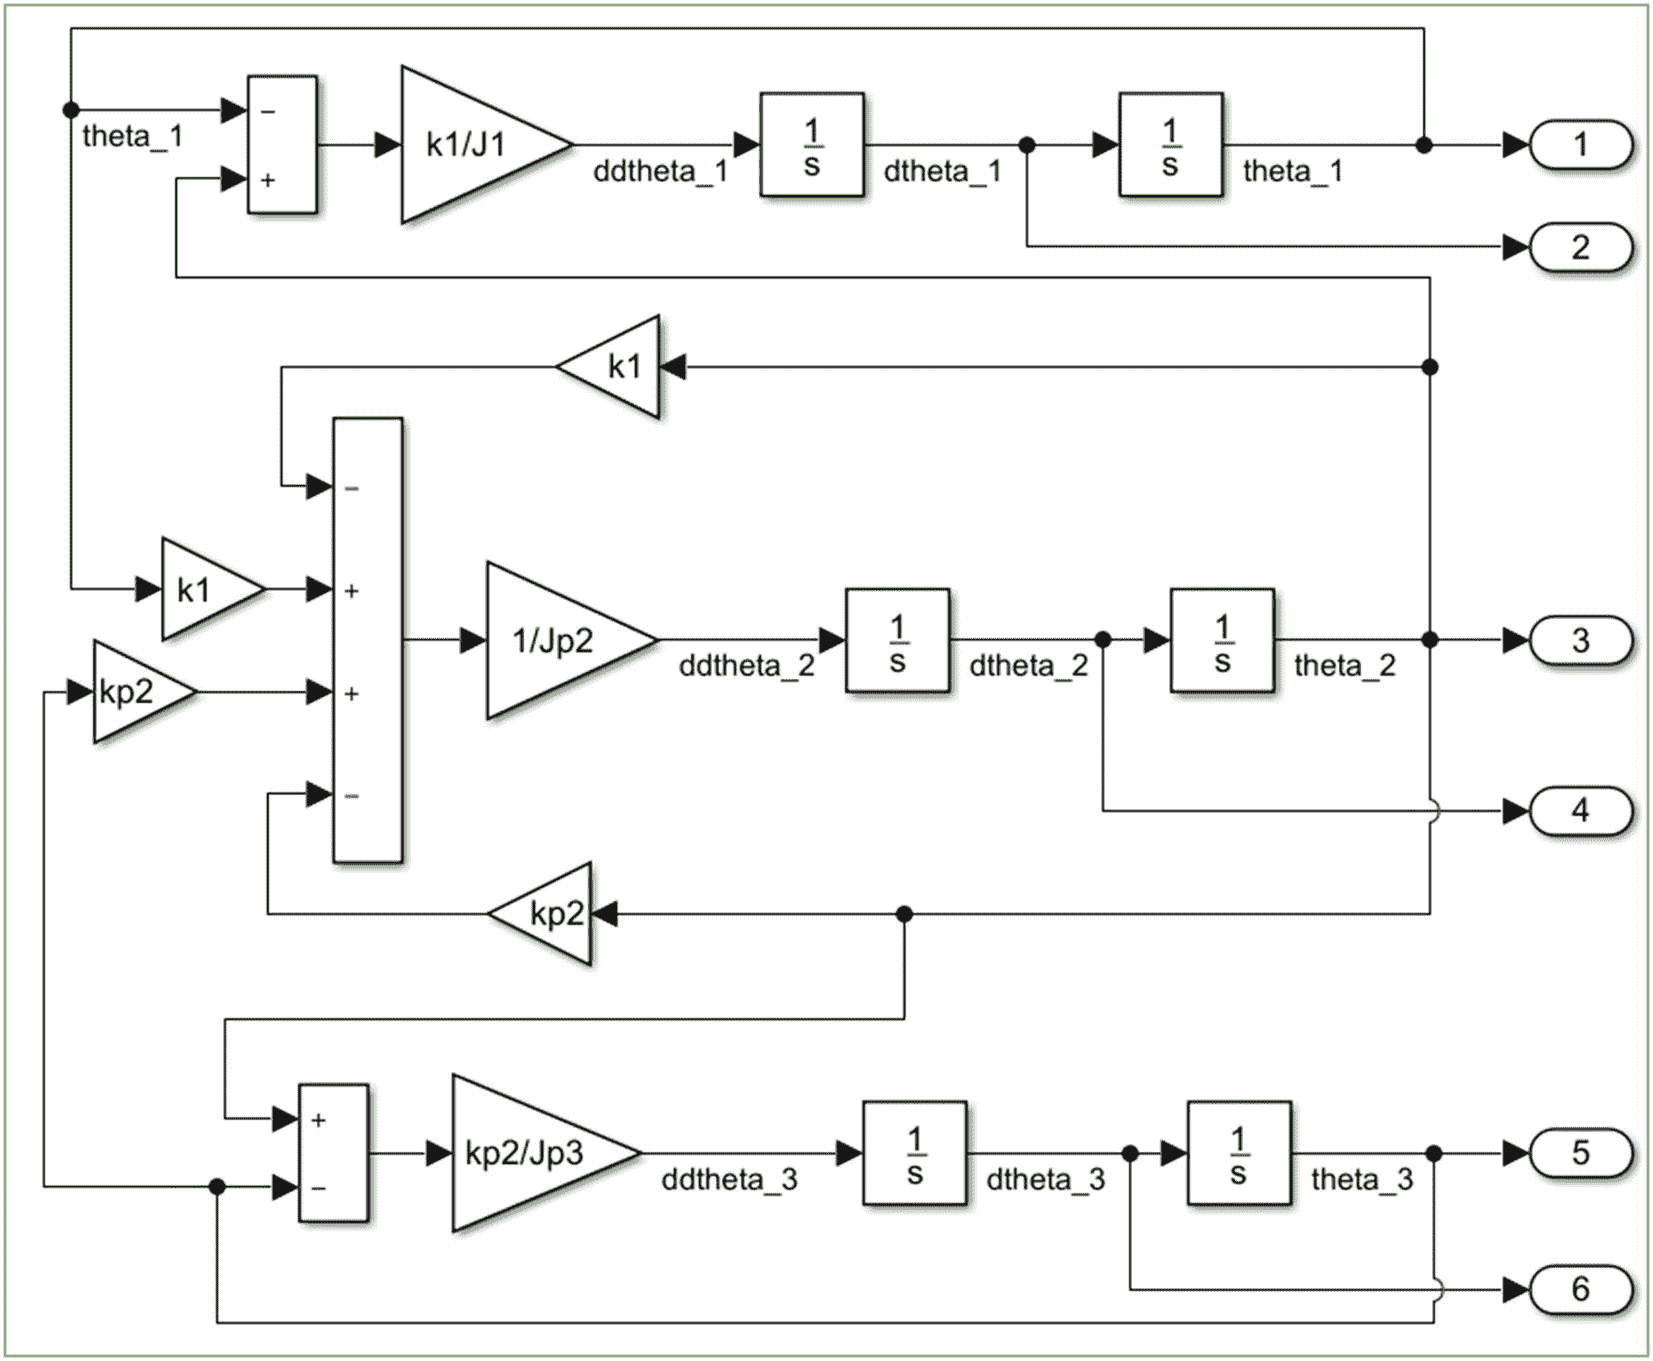 −
theta_1
+
k1/J1
ddtheta_1
1
s
dtheta_1
1
s
theta_1
1
2
k1
−
k1
+
kp2
+
−
1/Jp2
ddtheta_2
1
s
dtheta_2
1
s
theta_2
3
4
kp2
+
−
kp2/Jp3
ddtheta_3
1
s
dtheta_3
1
s
theta_3
5
6